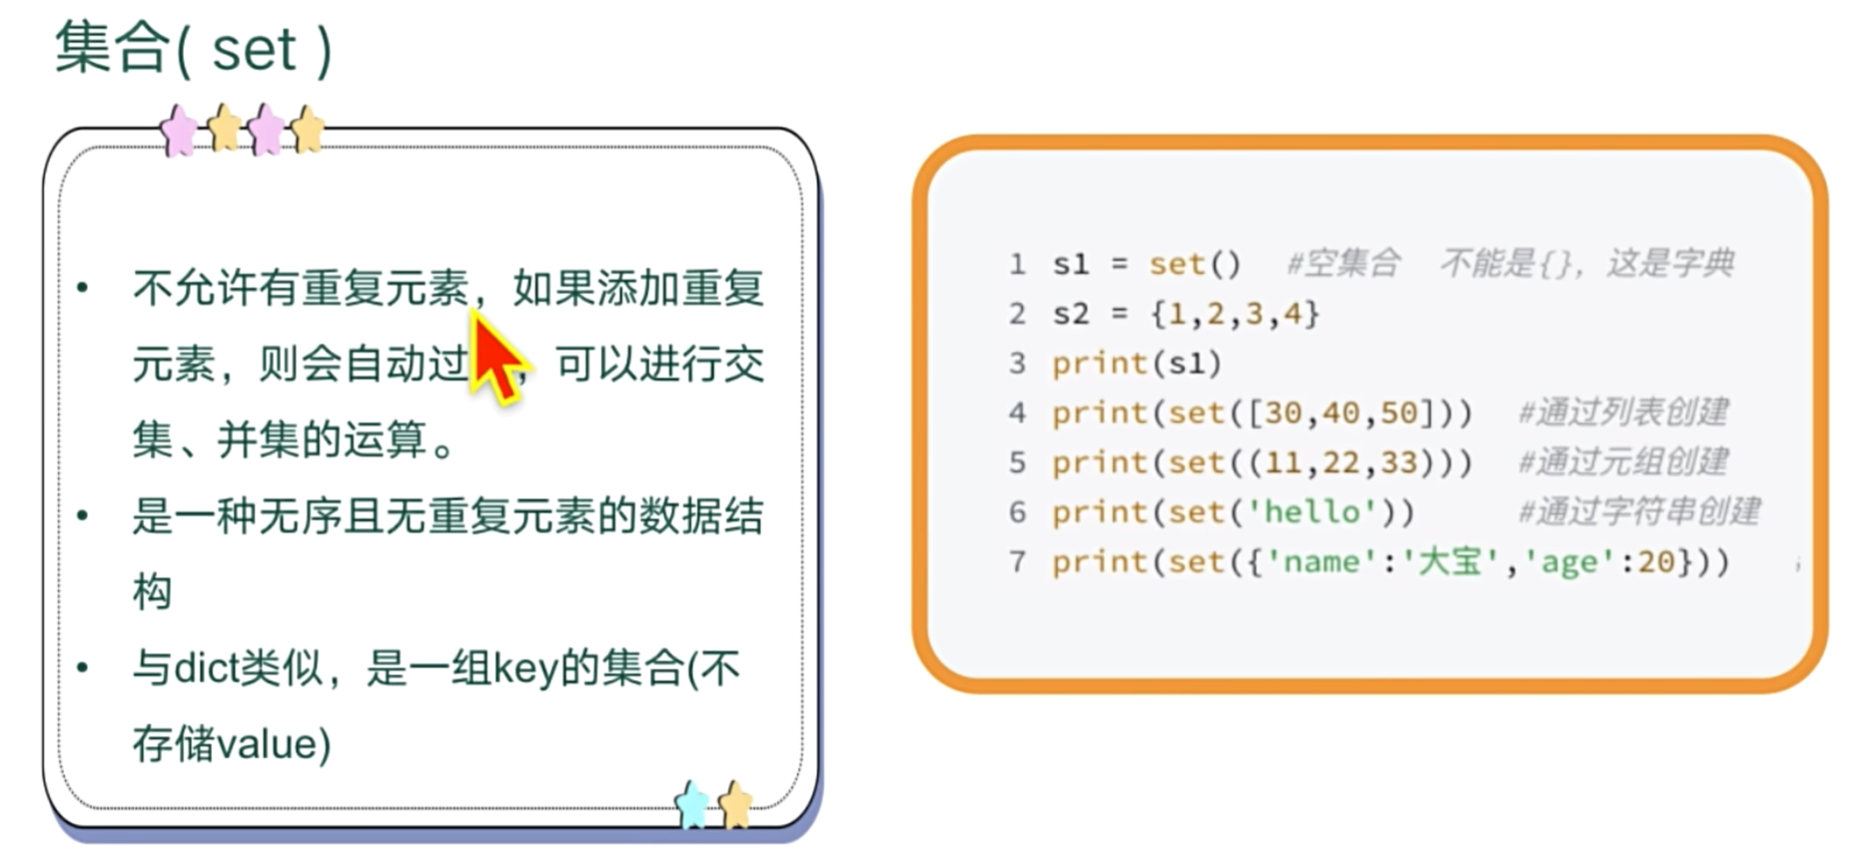 集合( set )
• 不允许有重复元素，如果添加重复
元素，则会自动过，可以进行交
集、并集的运算。
• 是一种无序且无重复元素的数据结
构
• 与dict类似，是一组key的集合(不
存储value)
1 s1 = set() #空集合 不能是{}，这是字典
2 s2 = {1,2,3,4}
3 print(s1)
4 print(set([30,40,50])) #通过列表创建
5 print(set((11,22,33))) #通过元组创建
6 print(set('hello')) #通过字符串创建
7 print(set({'name':'大宝','age':20}))